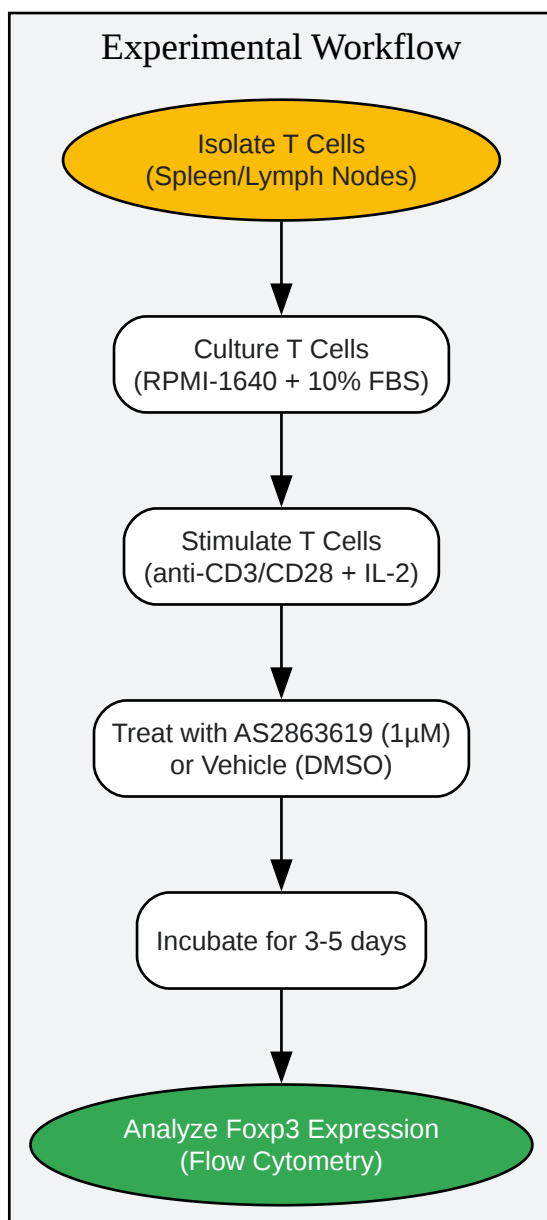 Experimental Workflow
Isolate T Cells
(Spleen/Lymph Nodes)
Culture T Cells
(RPMI-1640 + 10% FBS)
Stimulate T Cells
(anti-CD3/CD28 + IL-2)
Treat with AS2863619 (1µM)
or Vehicle (DMSO)
Incubate for 3-5 days
Analyze Foxp3 Expression
(Flow Cytometry)